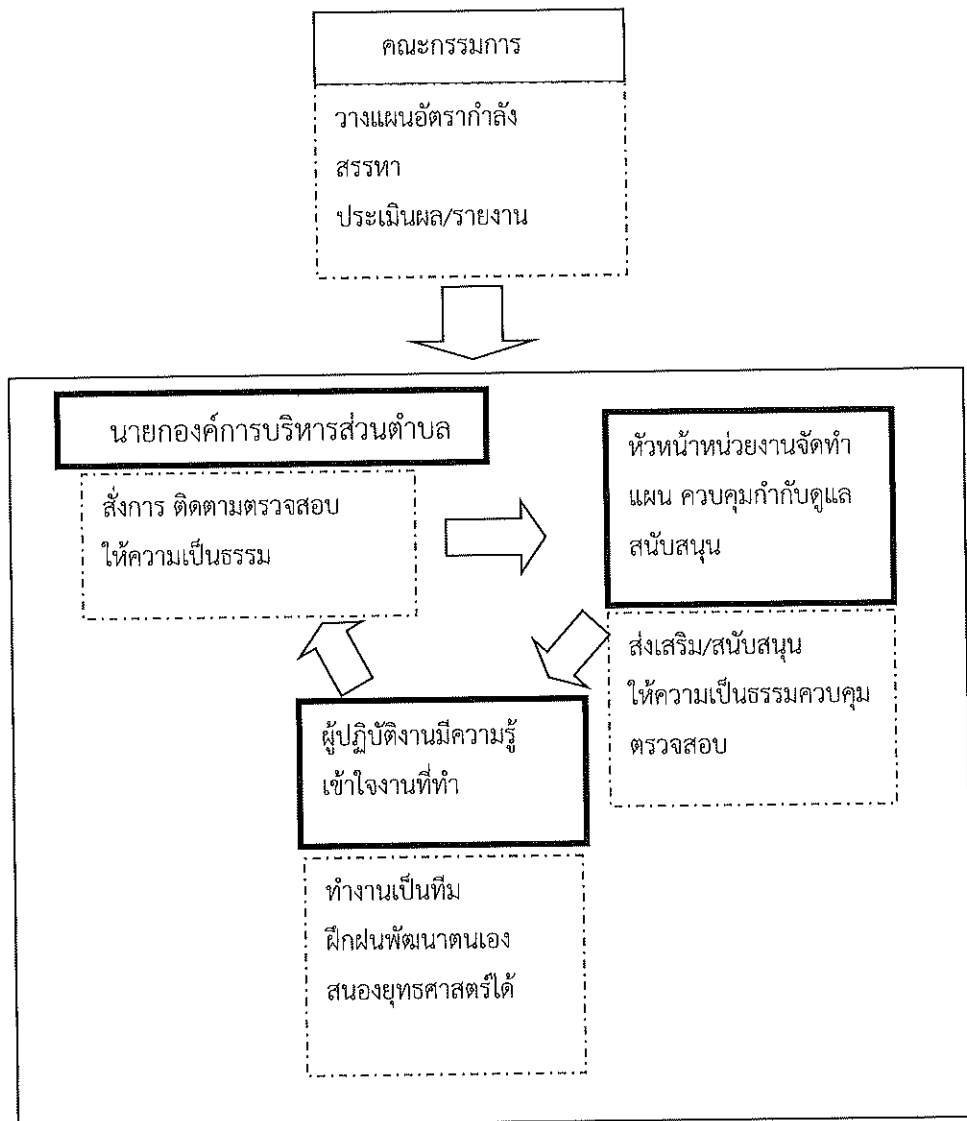 คณะกรรมการ
วางแผนอัตรากำลัง
สรรหา
ประเมินผล/รายงาน
นายกองค์การบริหารส่วนตำบล
สั่งการ ติดตามตรวจสอบ
ให้ความเป็นธรรม
หัวหน้าหน่วยงานจัดทำ
แผน ควบคุมกำกับดูแล
สนับสนุน
ส่งเสริม/สนับสนุน
ให้ความเป็นธรรมควบคุม
ตรวจสอบ
ผู้ปฏิบัติงานมีความรู้
เข้าใจงานที่ทำ
ทำงานเป็นทีม
ฝึกฝนพัฒนาตนเอง
สนองยุทธศาสตร์ได้